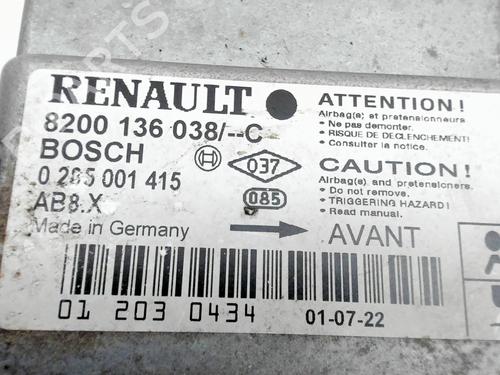 RENAULT
8200 136 038/--C
BOSCH
0 285 001 415
AB8.X
Made in Germany
037
085
AVANT
ATTENTION!
Airbag(s) et pretensionneurs
• Ne pas demonter.
• RISQUE DE DECLENCHEMENT!
• Consulter la notice.
CAUTION!
Airbag(s) and pretensioners.
• Do not remove.
• TRIGGERING HAZARD!
• Read manual.
01 203 0434
01-07-22